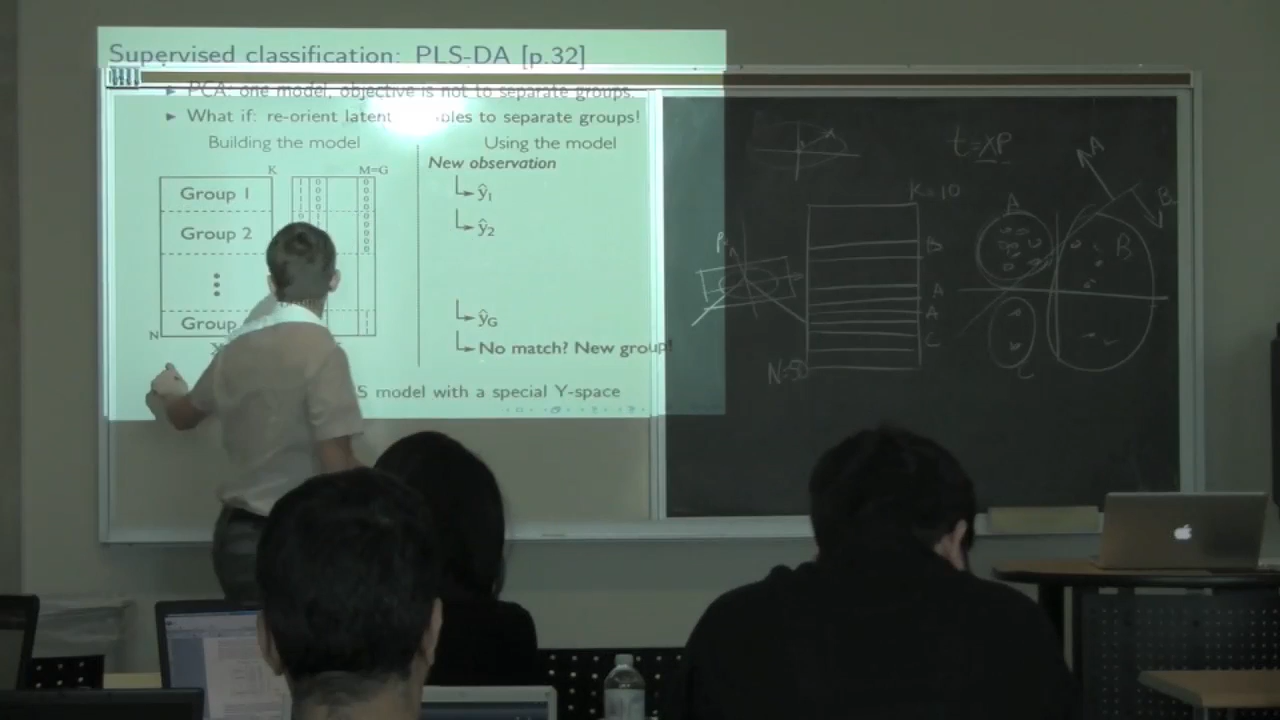 Supervised classification: PLS-DA [p.32]
► PCA: one model, objective is not to separate groups.
► What if: re-orient latent bles to separate groups!
Building the model
Using the model
K
M=G
Group 1
Group 2
Group
N
New observation
ŷ₁
ŷ₂
ŷG
No match? New group!
S model with a special Y-space
t=XP
K=10
B
A
A
C
N=50
A
B
A
B
C